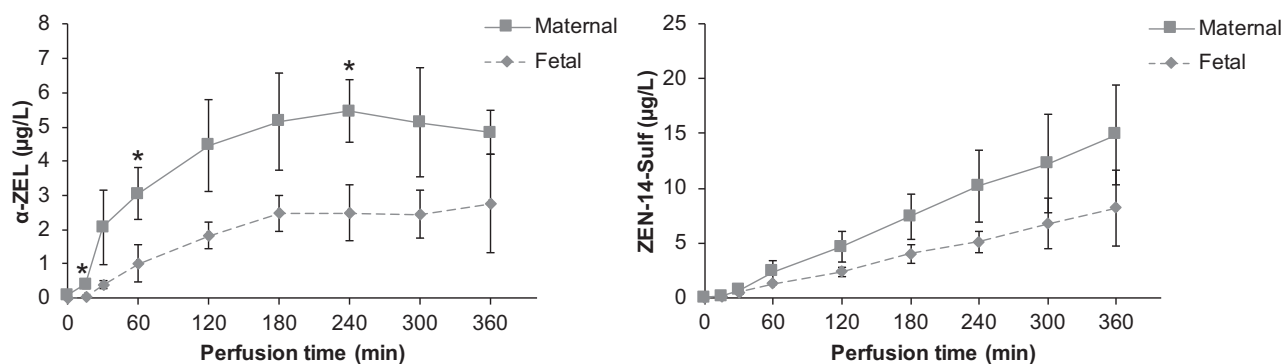 α-ZEL (µg/L)
8
7
6
5
4
3
2
1
0
*
*
*
Maternal
Fetal
0 60 120 180 240 300 360
Perfusion time (min)
ZEN-14-Sulf (µg/L)
25
20
15
10
5
0
Maternal
Fetal
0 60 120 180 240 300 360
Perfusion time (min)